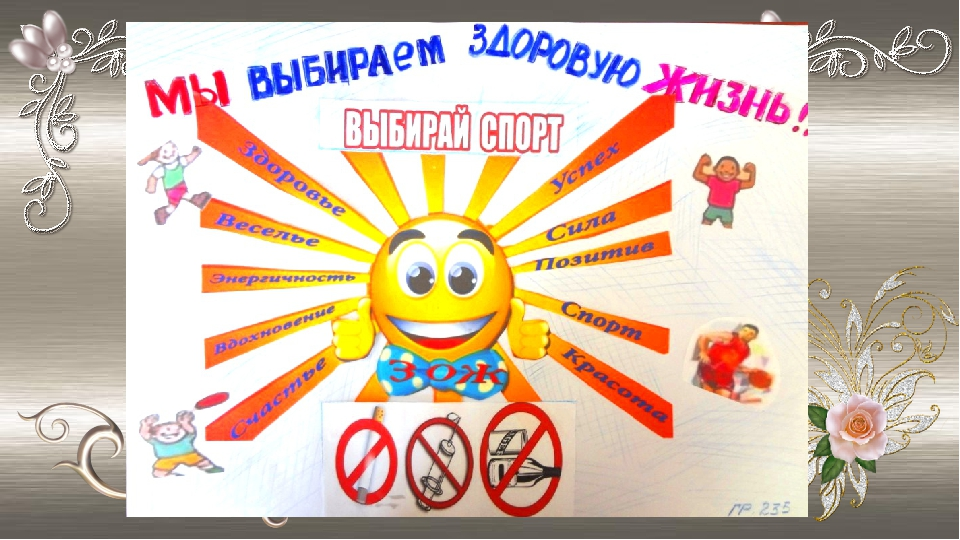 МЫ ВЫБИРАЕМ ЗДОРОВУЮ ЖИЗНЬ!!
ВЫБИРАЙ СПОРТ
Здоровье
Веселье
Энергичность
Вдохновение
Счастье
Успех
Сила
Позитив
Спорт
Красота
ЗОЖ
ГР. 235